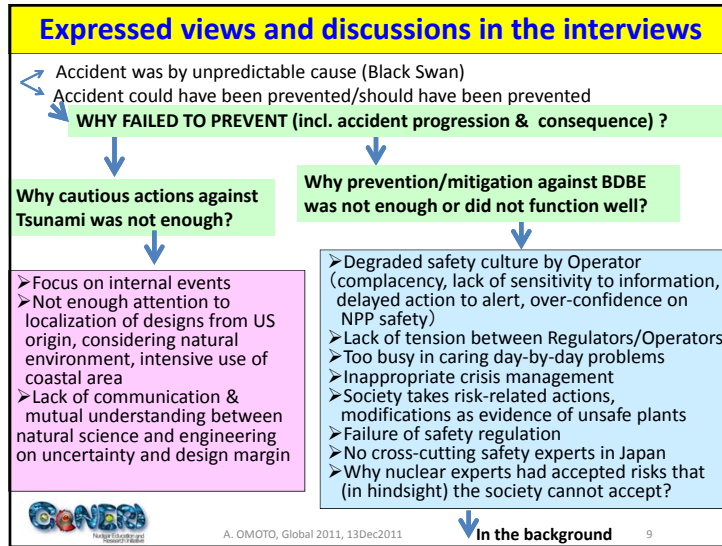 Expressed views and discussions in the interviews
Accident was by unpredictable cause (Black Swan)
Accident could have been prevented/should have been prevented
WHY FAILED TO PREVENT (incl. accident progression & consequence) ?
Why cautious actions against
Tsunami was not enough?
Why prevention/mitigation against BDBE
was not enough or did not function well?
➢Focus on internal events
➢Not enough attention to
localization of designs from US
origin, considering natural
environment, intensive use of
coastal area
➢Lack of communication &
mutual understanding between
natural science and engineering
on uncertainty and design margin
➢Degraded safety culture by Operator
(complacency, lack of sensitivity to information,
delayed action to alert, over-confidence on
NPP safety)
➢Lack of tension between Regulators/Operators
➢Too busy in caring day-by-day problems
➢Inappropriate crisis management
➢Society takes risk-related actions,
modifications as evidence of unsafe plants
➢Failure of safety regulation
➢No cross-cutting safety experts in Japan
➢Why nuclear experts had accepted risks that
(in hindsight) the society cannot accept?
CONERI
Nuclear Education and
Research Initiative
A. OMOTO, Global 2011, 13Dec2011
In the background
9